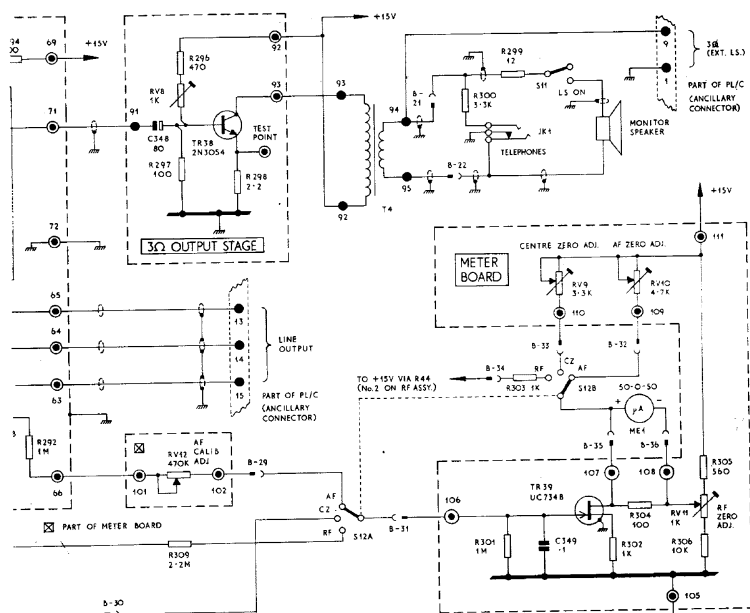 94
69
+15V
71
91
C348
80
R296
470
RV8
1K
R297
100
TR38
2N3054
TEST
POINT
R298
2·2
92
93
3Ω OUTPUT STAGE
72
+15V
93
92
T4
94
95
B-21
B-22
R299
12
R300
3·3K
S11
LS ON
JK1
TELEPHONES
MONITOR
SPEAKER
9
1
3Ω
(EXT. LS.)
PART OF PL/C
(ANCILLARY
CONNECTOR)
65
64
63
13
14
15
LINE
OUTPUT
PART OF PL/C
(ANCILLARY
CONNECTOR)
+15V
111
METER
BOARD
CENTRE ZERO ADJ.
AF ZERO ADJ.
RV9
3·3K
RV10
4·7K
110
109
B-33
B-32
TO +15V VIA R44
(No.2 ON RF ASSY.)
B-34
R303 1K
RF
CZ
AF
S12B
50-0-50
+
µA
−
ME1
B-35
B-36
107
108
R305
560
R292
1M
66
AF
CALIB
ADJ
RV12
470K
101
102
B-29
PART OF METER BOARD
AF
CZ
RF
S12A
B-31
106
R309
2·2M
B-30
TR39
UC734B
R304
100
RV11
1K
RF
ZERO
ADJ.
R301
1M
C349
·1
R302
1K
R306
10K
105